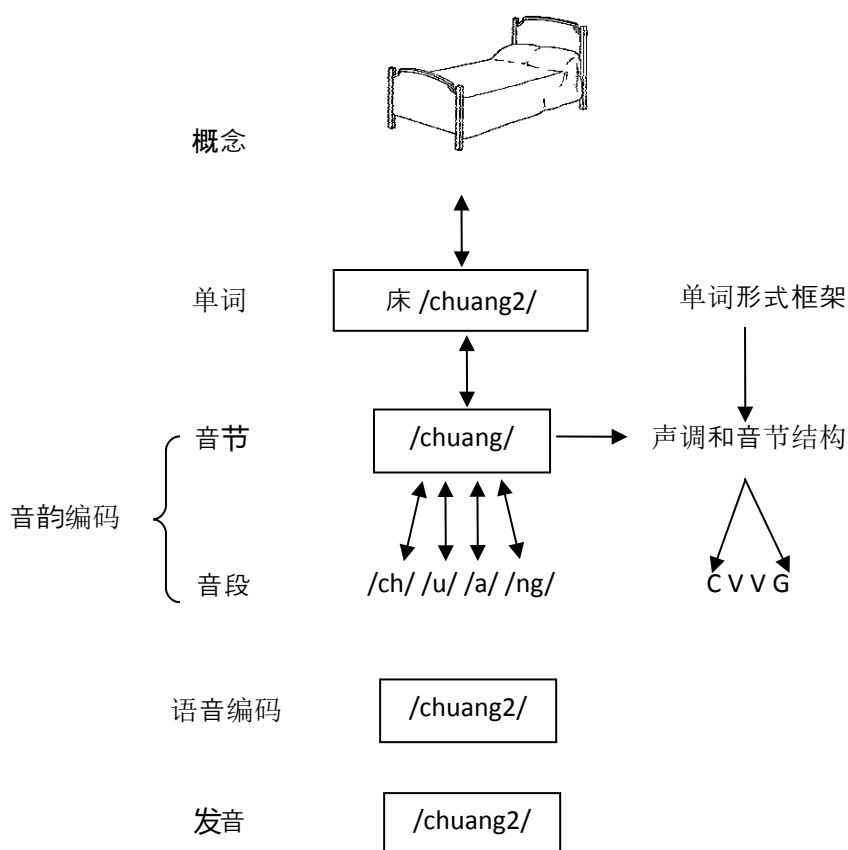 概念
单词 床 /chuang2/ 单词形式框架
音节 /chuang/ 声调和音节结构
音韵编码
音段 /ch/ /u/ /a/ /ng/ C V V G
语音编码 /chuang2/
发音 /chuang2/